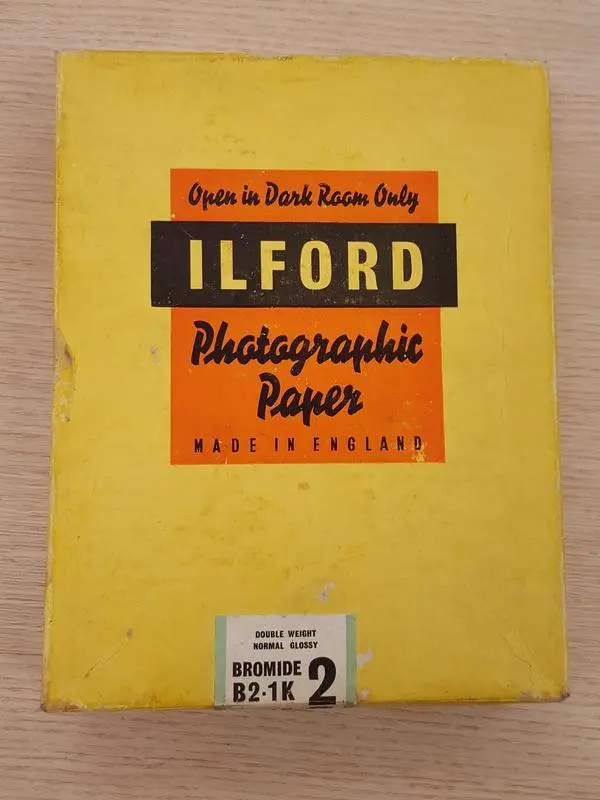 Open in Dark Room Only
ILFORD
Photographic
Paper
MADE IN ENGLAND
DOUBLE WEIGHT
NORMAL GLOSSY
BROMIDE 2
B2·1K